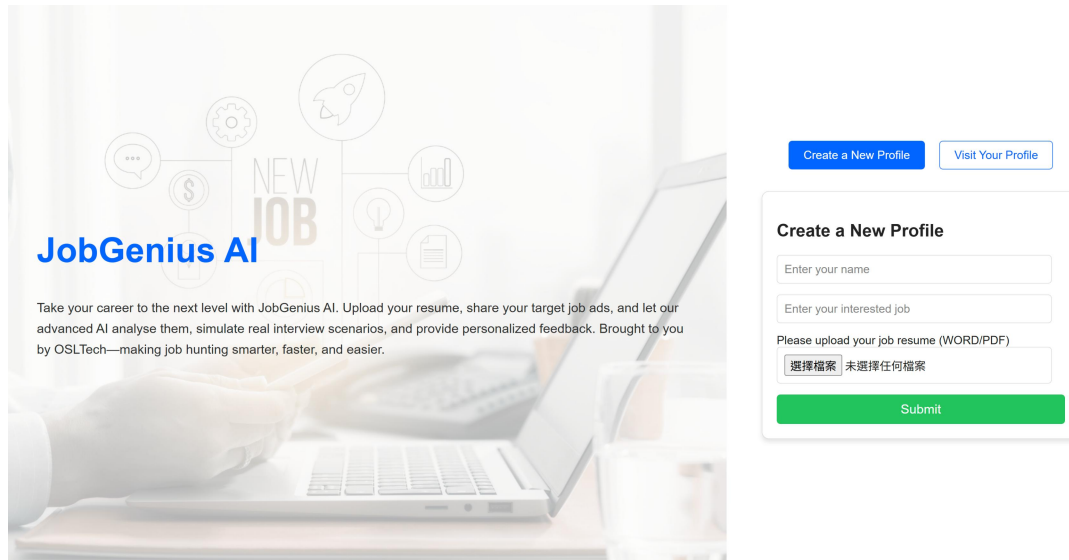 NEW
JOB
JobGenius AI
Take your career to the next level with JobGenius AI. Upload your resume, share your target job ads, and let our
advanced AI analyse them, simulate real interview scenarios, and provide personalized feedback. Brought to you
by OSLTech—making job hunting smarter, faster, and easier.
Create a New Profile
Visit Your Profile
Create a New Profile
Enter your name
Enter your interested job
Please upload your job resume (WORD/PDF)
選擇檔案 未選擇任何檔案
Submit